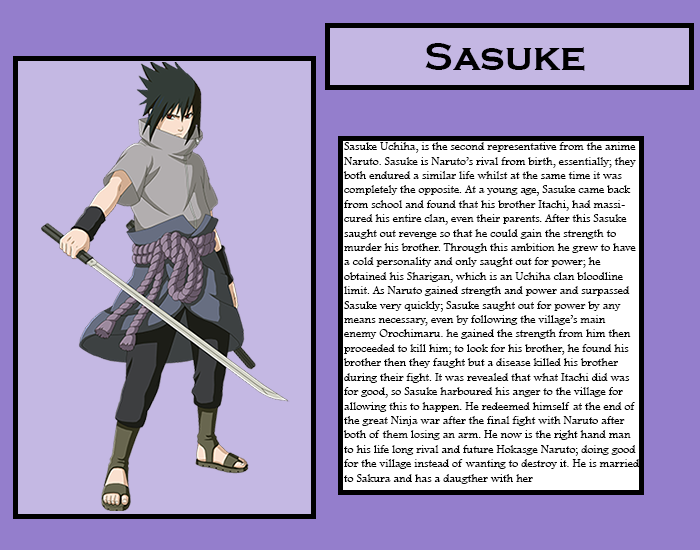 Sasuke
Sasuke Uchiha, is the second representative from the anime
Naruto. Sasuke is Naruto's rival from birth, essentially; they
both endured a similar life whilst at the same time it was
completely the opposite. At a young age, Sasuke came back
from school and found that his brother Itachi, had massi-
cured his entire clan, even their parents. After this Sasuke
saught out revenge so that he could gain the strength to
murder his brother. Through this ambition he grew to have
a cold personality and only saught out for power; he
obtained his Sharigan, which is an Uchiha clan bloodline
limit. As Naruto gained strength and power and surpassed
Sasuke very quickly; Sasuke saught out for power by any
means necessary, even by following the village's main
enemy Orochimaru. he gained the strength from him then
proceeded to kill him; to look for his brother, he found his
brother then they faught but a disease killed his brother
during their fight. It was revealed that what Itachi did was
for good, so Sasuke harboured his anger to the village for
allowing this to happen. He redeemed himself at the end of
the great Ninja war after the final fight with Naruto after
both of them losing an arm. He now is the right hand man
to his life long rival and future Hokasge Naruto; doing good
for the village instead of wanting to destroy it. He is married
to Sakura and has a daugther with her